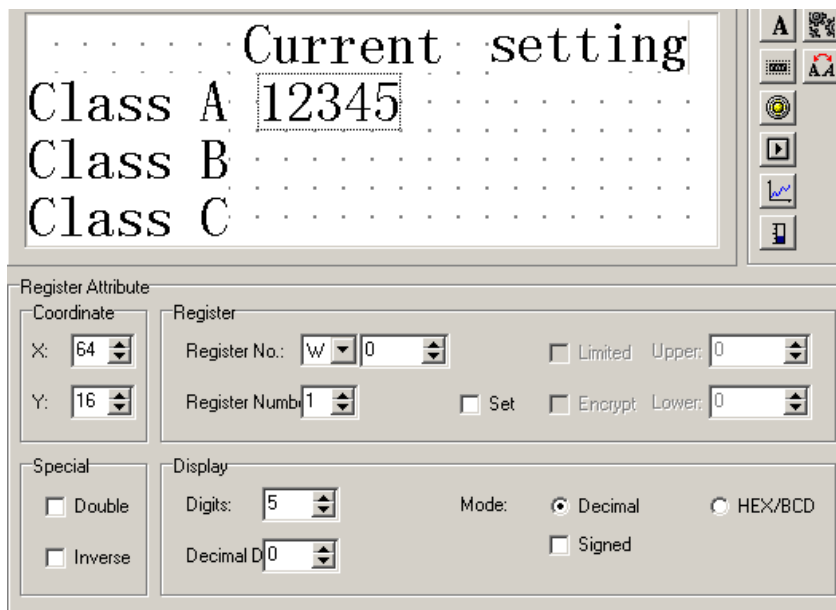 Current setting
Class A 12345
Class B
Class C
A
AA
Register Attribute
Coordinate
X: 64
Y: 16
Register
Register No.: W 0
Limited Upper: 0
Register Numb 1
Set
Encrypt Lower: 0
Special
Double
Inverse
Display
Digits: 5
Mode: Decimal HEX/BCD
Decimal D 0
Signed